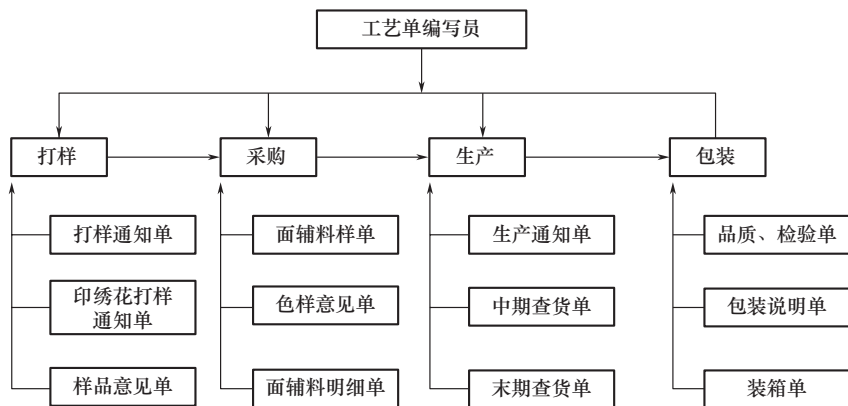 工艺单编写员
打样
采购
生产
包装
打样通知单
面辅料样单
生产通知单
品质、检验单
印绣花打样
通知单
色样意见单
中期查货单
包装说明单
样品意见单
面辅料明细单
末期查货单
装箱单